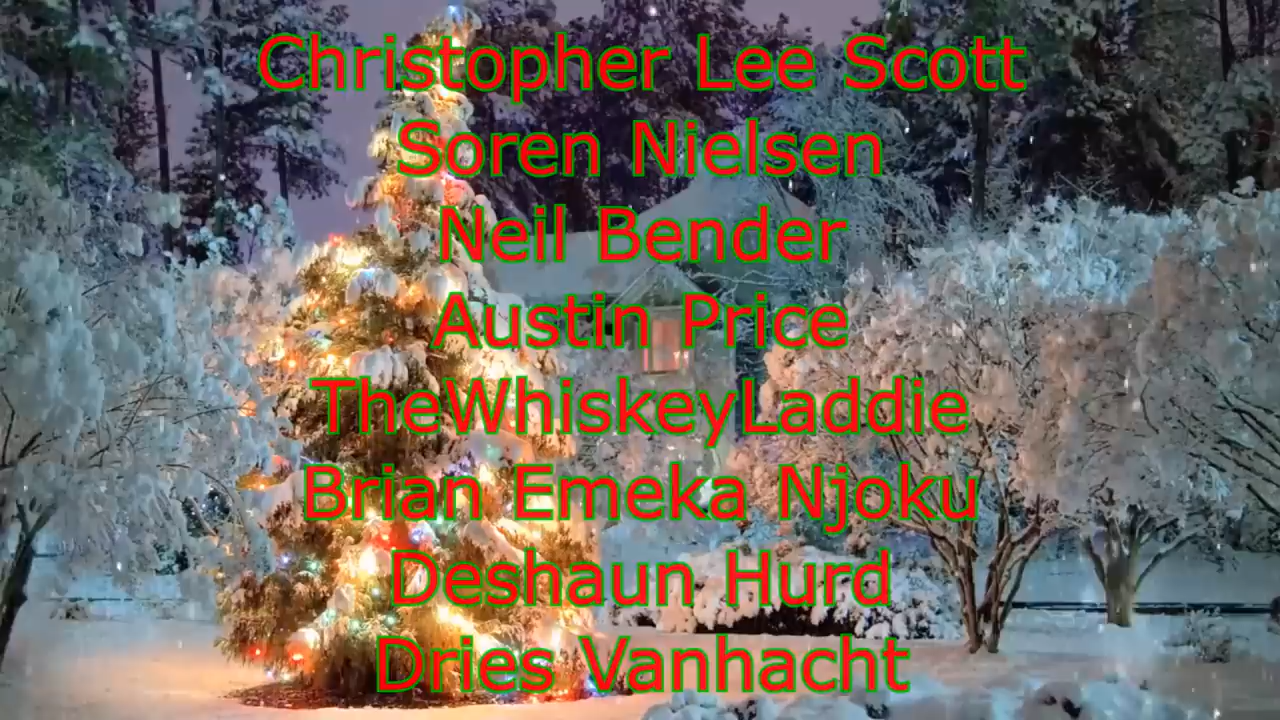 Christopher Lee Scott
Soren Nielsen
Neil Bender
Austin Price
TheWhiskeyLaddie
Brian Emeka Njoku
Deshaun Hurd
Dries Vanhacht